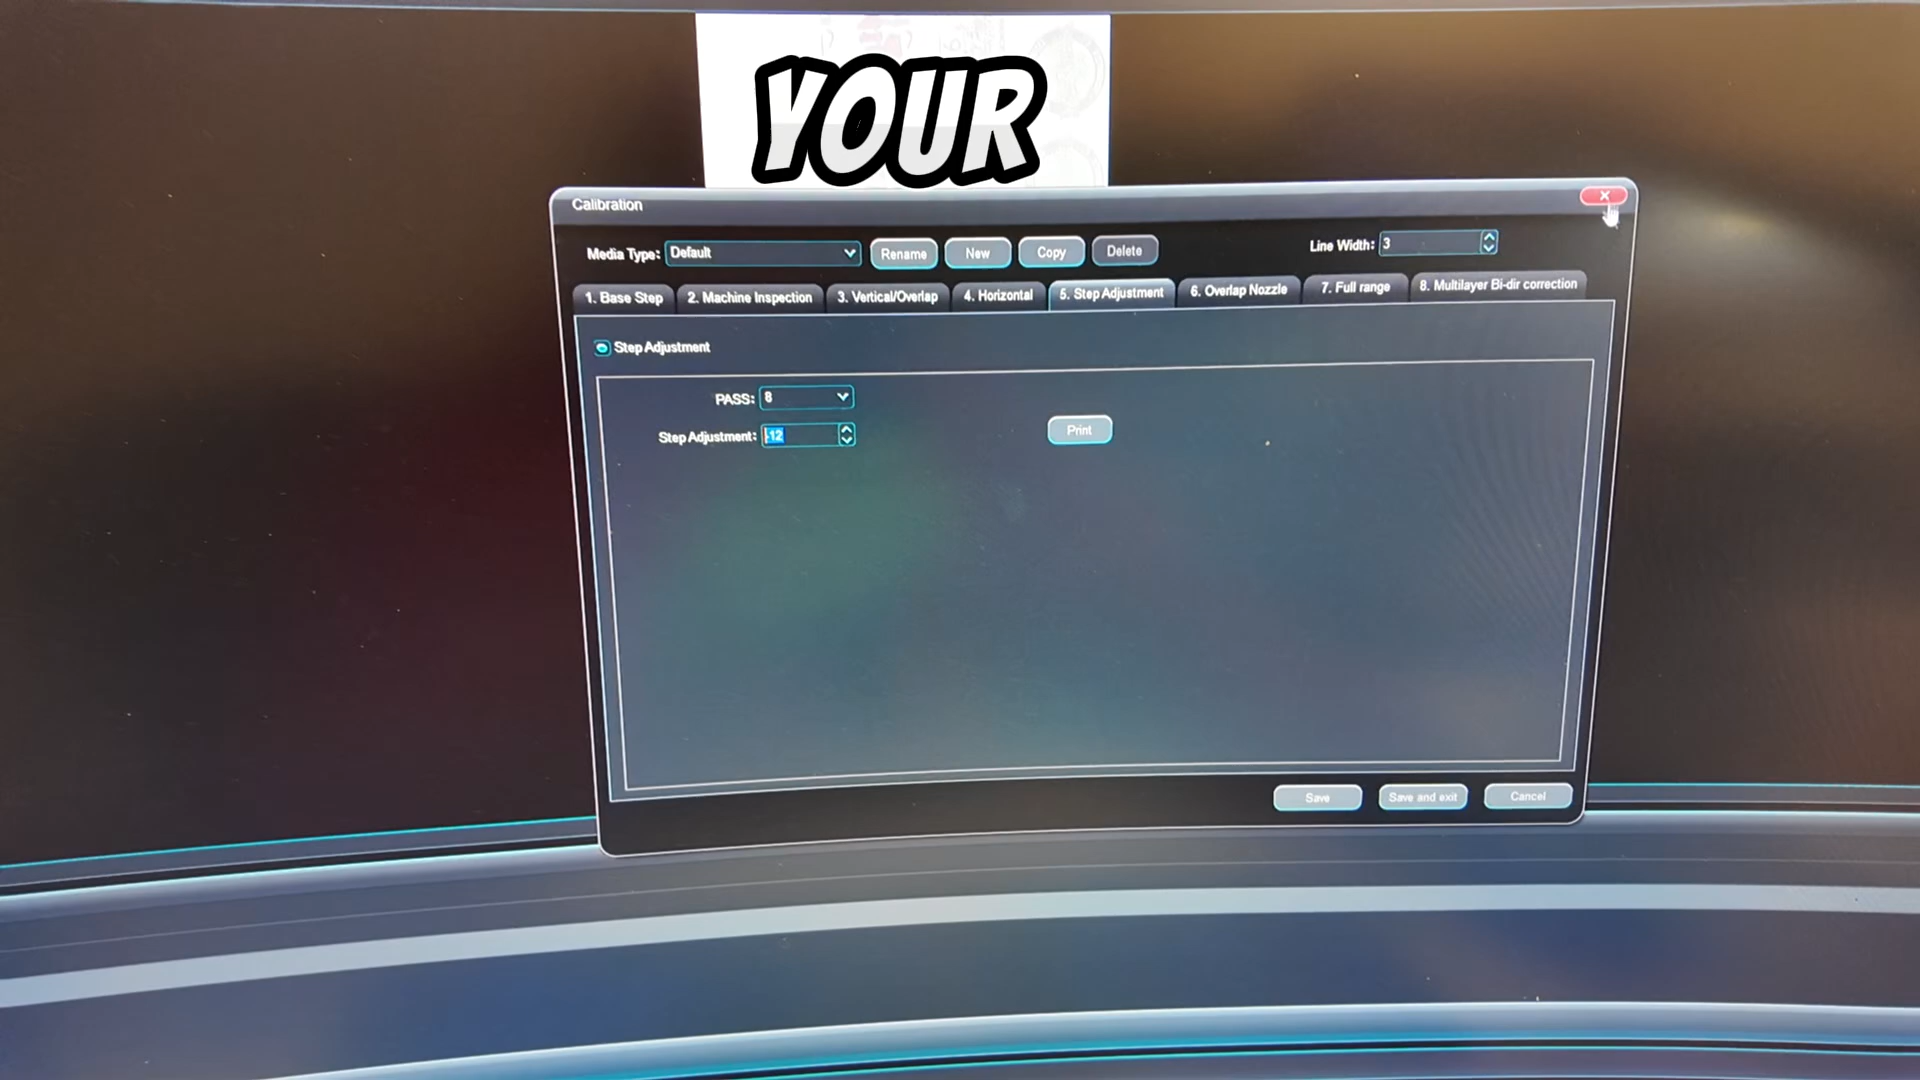 YOUR
Calibration
Media Type: Default Rename New Copy Delete Line Width: 3
1. Base Step 2. Machine Inspection 3. Vertical/Overlap 4. Horizontal 5. Step Adjustment 6. Overlap Nozzle 7. Full range 8. Multilayer Bi-dir correction
Step Adjustment
PASS: 8
Step Adjustment: -12 Print
Save Save and exit Cancel